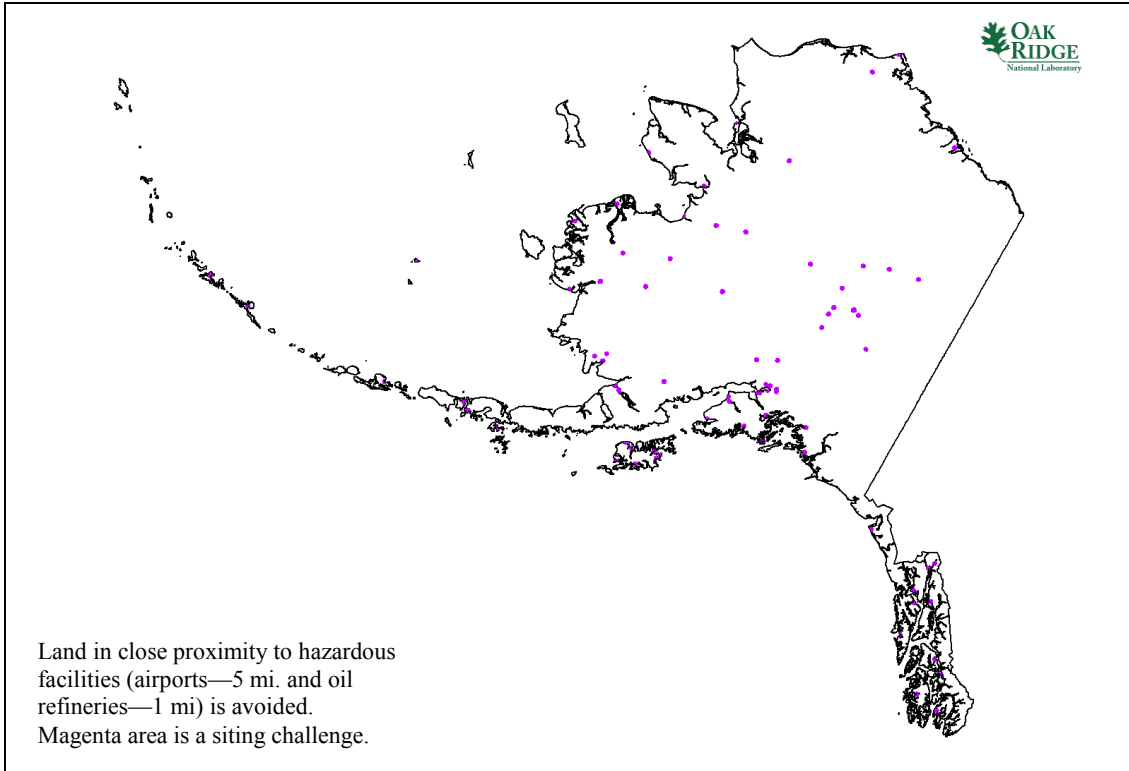 OAK
RIDGE
National Laboratory
Land in close proximity to hazardous
facilities (airports—5 mi. and oil
refineries—1 mi) is avoided.
Magenta area is a siting challenge.